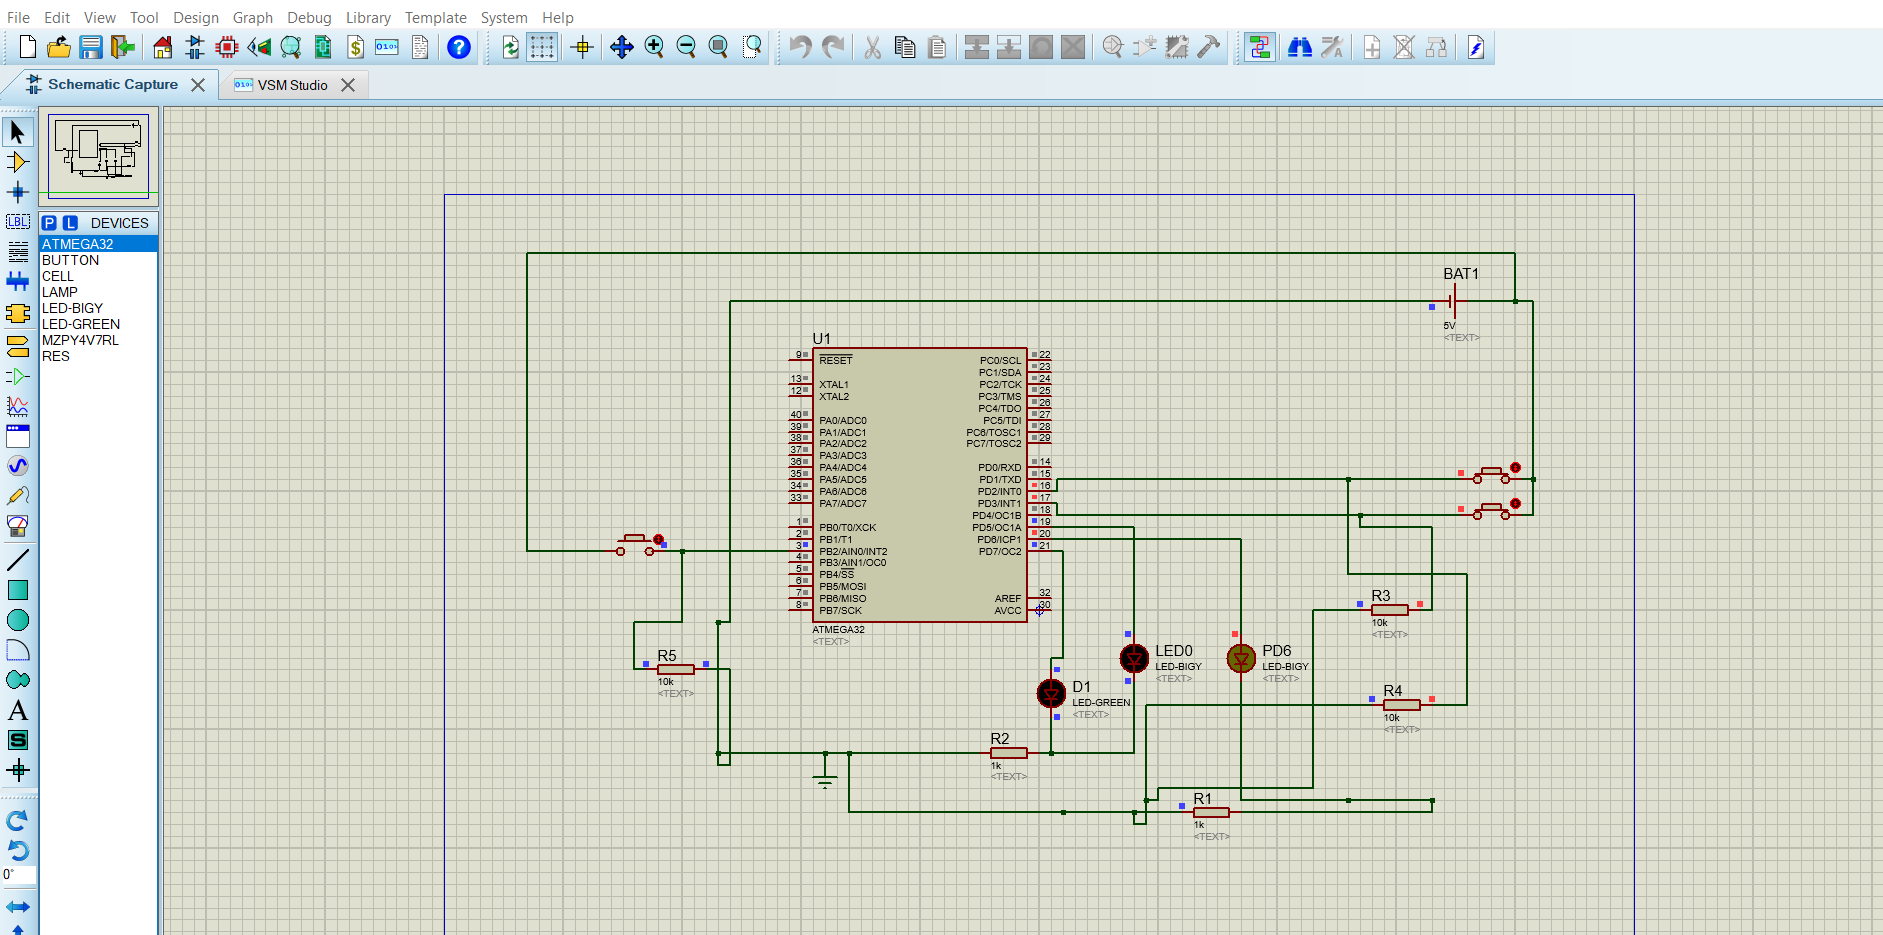 File Edit View Tool Design Graph Debug Library Template System Help
Schematic Capture
VSM Studio
P L DEVICES
ATMEGA32
BUTTON
CELL
LAMP
LED-BIGY
LED-GREEN
MZPY4V7RL
RES
LBL
A
S
0°
BAT1
5V
<TEXT>
U1
9 RESET
13 XTAL1
12 XTAL2
40 PA0/ADC0
39 PA1/ADC1
38 PA2/ADC2
37 PA3/ADC3
36 PA4/ADC4
35 PA5/ADC5
34 PA6/ADC6
33 PA7/ADC7
1 PB0/T0/XCK
2 PB1/T1
3 PB2/AIN0/INT2
4 PB3/AIN1/OC0
5 PB4/SS
6 PB5/MOSI
7 PB6/MISO
8 PB7/SCK
PC0/SCL 22
PC1/SDA 23
PC2/TCK 24
PC3/TMS 25
PC4/TDO 26
PC5/TDI 27
PC6/TOSC1 28
PC7/TOSC2 29
PD0/RXD 14
PD1/TXD 15
PD2/INT0 16
PD3/INT1 17
PD4/OC1B 18
PD5/OC1A 19
PD6/ICP1 20
PD7/OC2 21
AREF 32
AVCC 30
ATMEGA32
<TEXT>
R3
10k
<TEXT>
R5
10k
<TEXT>
LED0
LED-BIGY
<TEXT>
PD6
LED-BIGY
<TEXT>
D1
LED-GREEN
<TEXT>
R4
10k
<TEXT>
R2
1k
<TEXT>
R1
1k
<TEXT>